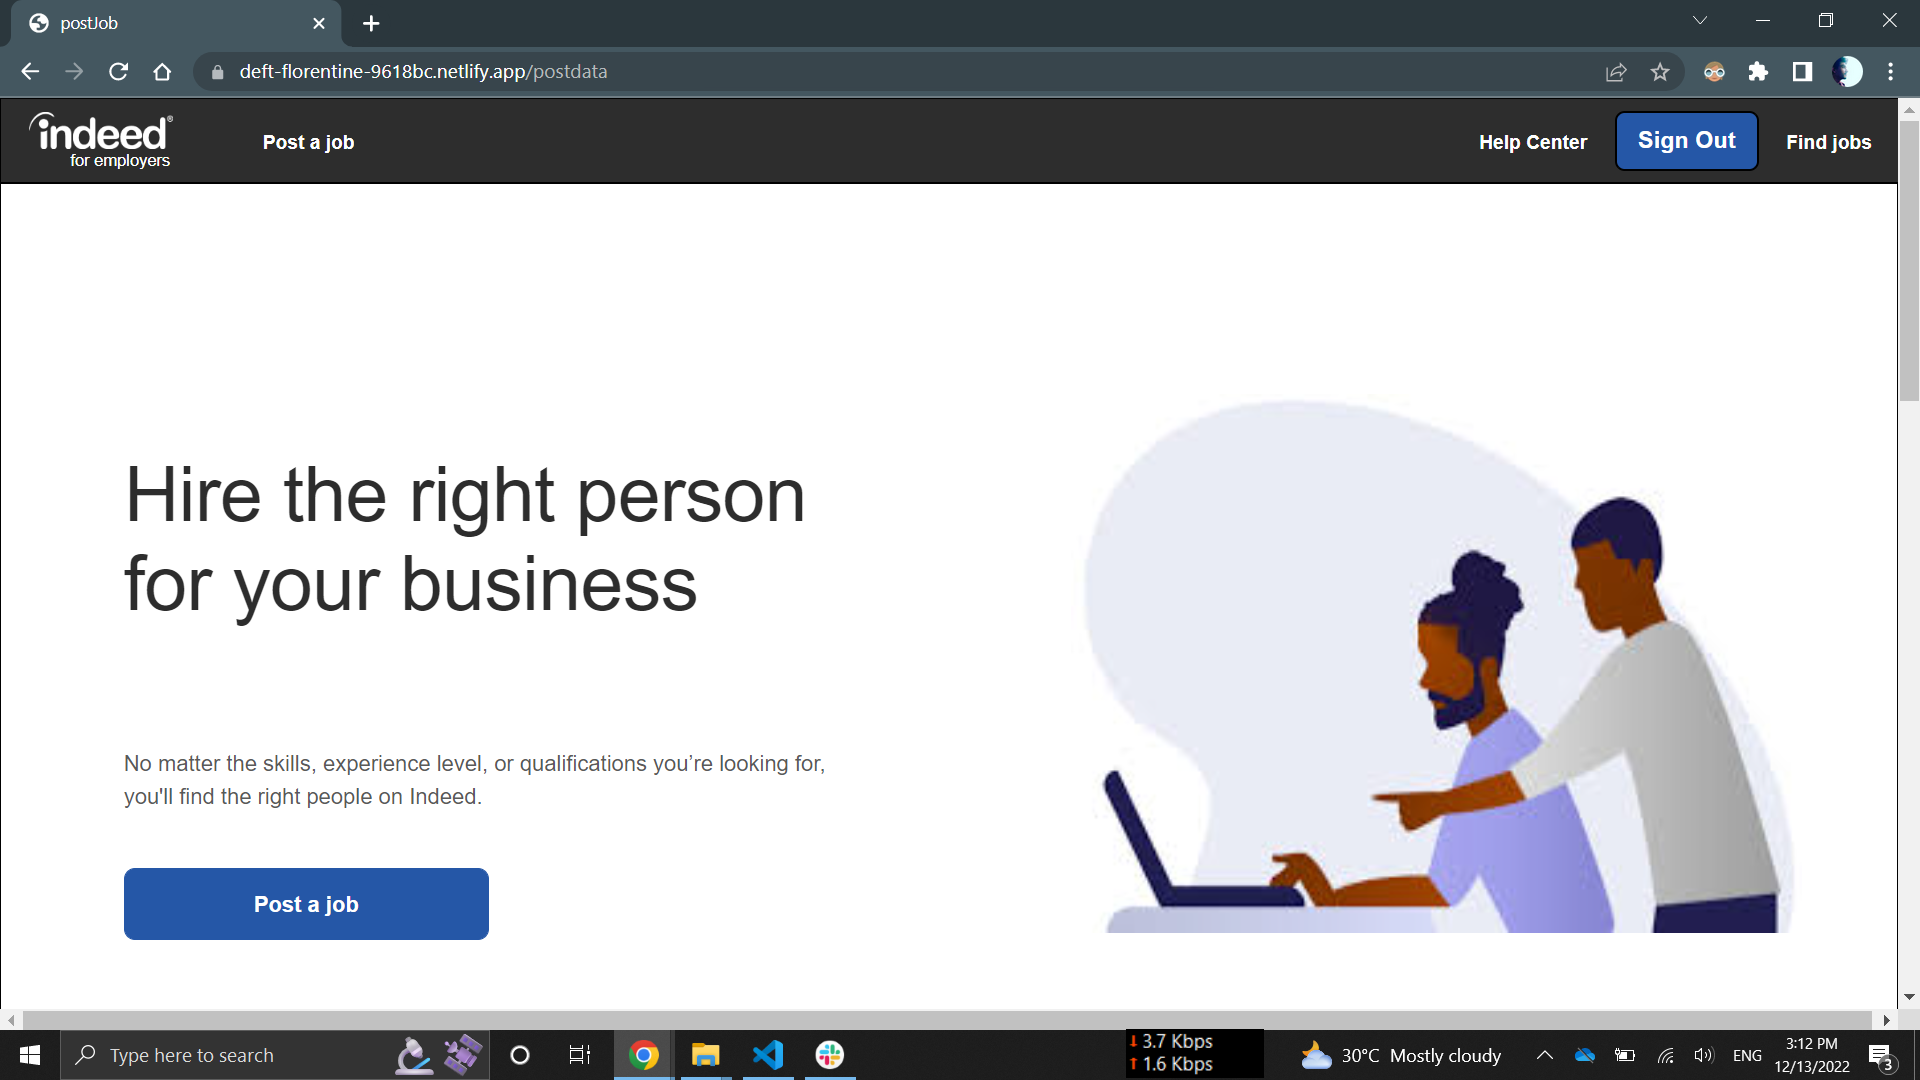 postJob
deft-florentine-9618bc.netlify.app/postdata
indeed®
for employers
Post a job
Help Center
Sign Out
Find jobs
Hire the right person
for your business
No matter the skills, experience level, or qualifications you’re looking for,
you'll find the right people on Indeed.
Post a job
Type here to search
3.7 Kbps
1.6 Kbps
30°C Mostly cloudy
ENG
3:12 PM
12/13/2022
3